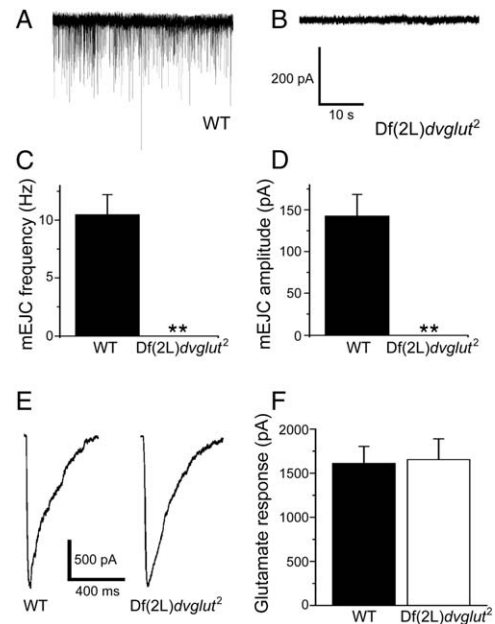 A
WT
B
200 pA
10 s
Df(2L)dvglut²
C
mEJC frequency (Hz)
10
5
0
**
WT
Df(2L)dvglut²
D
mEJC amplitude (pA)
150
100
50
0
**
WT
Df(2L)dvglut²
E
500 pA
400 ms
WT
Df(2L)dvglut²
F
Glutamate response (pA)
2000
1500
1000
500
0
WT
Df(2L)dvglut²